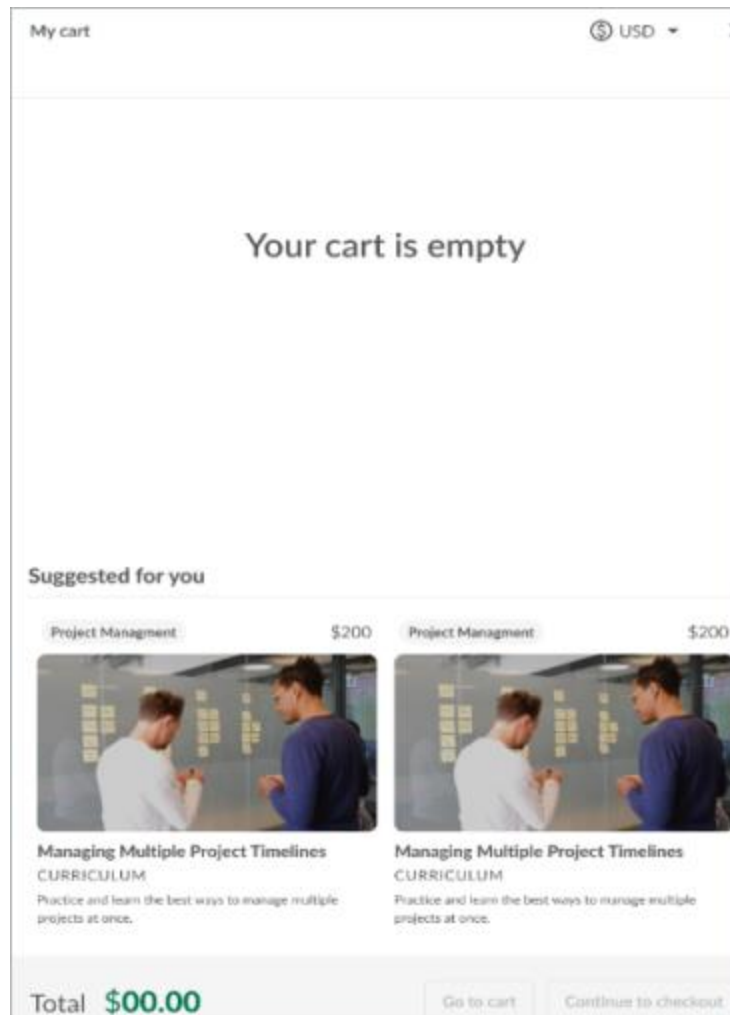 My cart
USD
Your cart is empty
Suggested for you
Project Managment $200 Project Managment $200
Managing Multiple Project Timelines Managing Multiple Project Timelines
CURRICULUM CURRICULUM
Practice and learn the best ways to manage multiple Practice and learn the best ways to manage multiple
projects at once. projects at once.
Total $00.00 Go to cart Continue to checkout